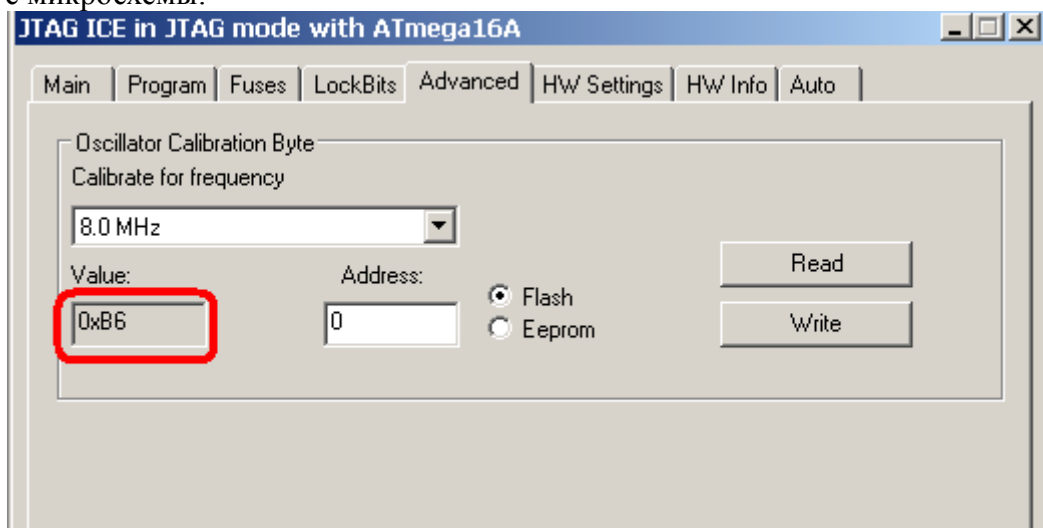 с микросхемы.
JTAG ICE in JTAG mode with ATmega16A
Main Program Fuses LockBits Advanced HW Settings HW Info Auto
Oscillator Calibration Byte
Calibrate for frequency
8.0 MHz
Value: Address:
0xB6 0
Flash
Eeprom
Read
Write